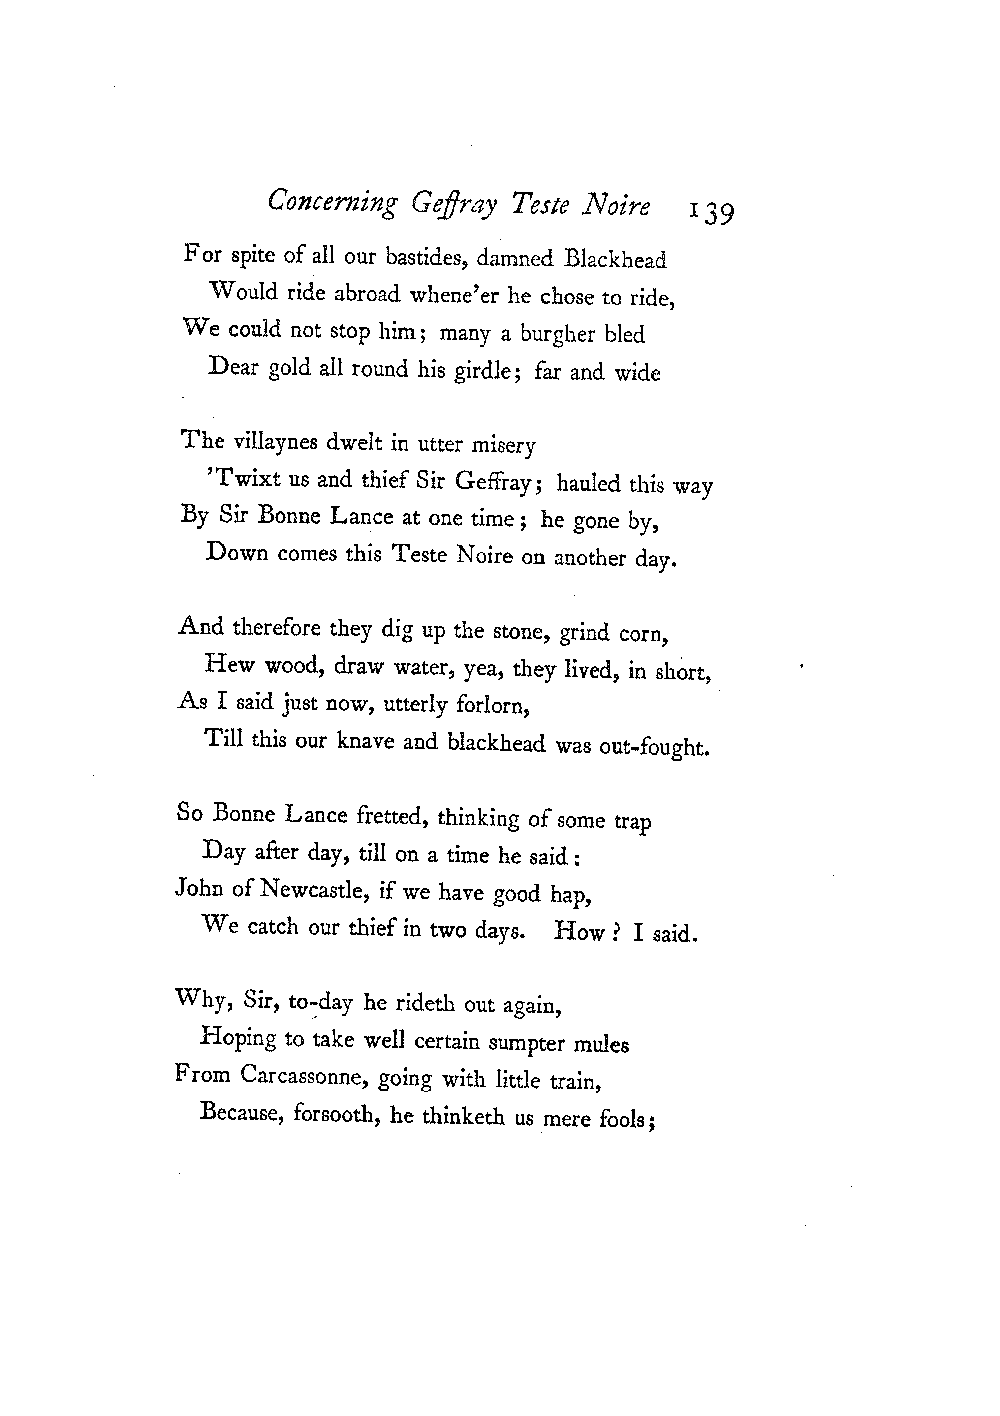 Concerning Geffray Teste Noire 139
For spite of all our bastides, damned Blackhead
Would ride abroad whene'er he chose to ride,
We could not stop him; many a burgher bled
Dear gold all round his girdle; far and wide
The villaynes dwelt in utter misery
'Twixt us and thief Sir Geffray; hauled this way
By Sir Bonne Lance at one time; he gone by,
Down comes this Teste Noire on another day.
And therefore they dig up the stone, grind corn,
Hew wood, draw water, yea, they lived, in short,
As I said just now, utterly forlorn,
Till this our knave and blackhead was out-fought.
So Bonne Lance fretted, thinking of some trap
Day after day, till on a time he said:
John of Newcastle, if we have good hap,
We catch our thief in two days. How? I said.
Why, Sir, to-day he rideth out again,
Hoping to take well certain sumpter mules
From Carcassonne, going with little train,
Because, forsooth, he thinketh us mere fools;